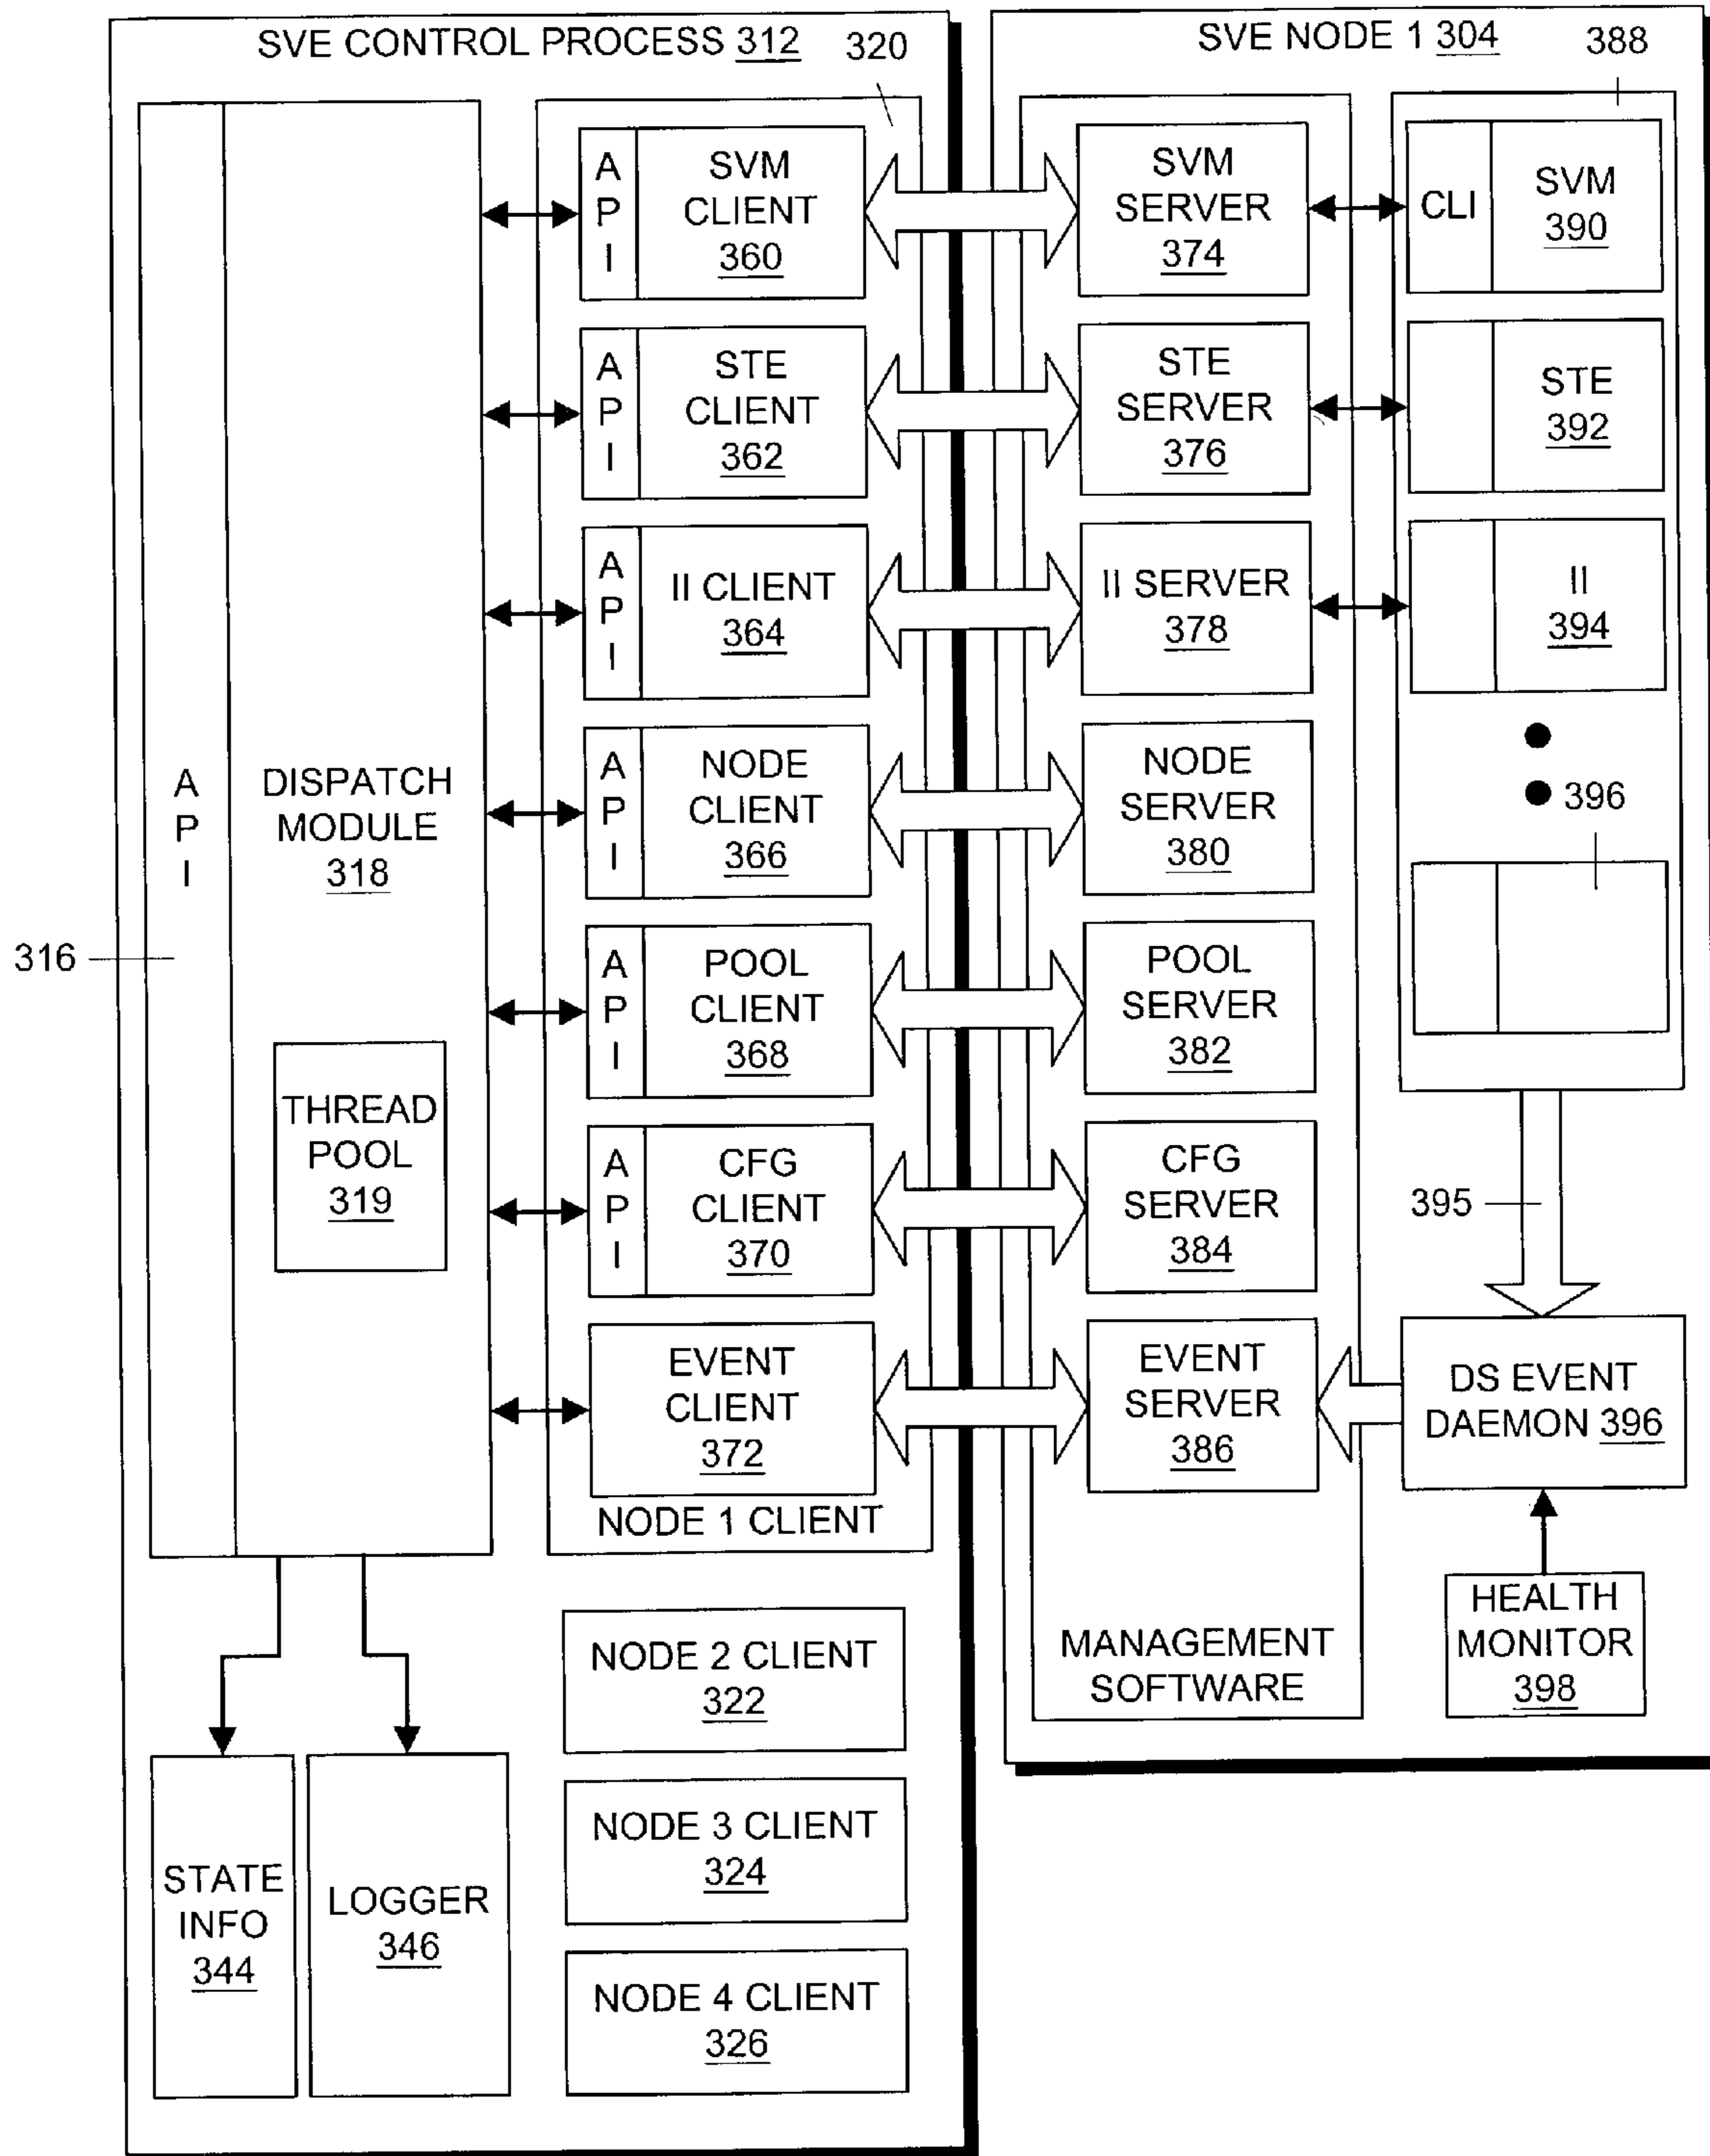 SVE CONTROL PROCESS 312
320
API
DISPATCH
MODULE
318
316
THREAD
POOL
319
API
SVM
CLIENT
360
API
STE
CLIENT
362
API
II CLIENT
364
API
NODE
CLIENT
366
API
POOL
CLIENT
368
API
CFG
CLIENT
370
EVENT
CLIENT
372
NODE 1 CLIENT
NODE 2 CLIENT
322
NODE 3 CLIENT
324
NODE 4 CLIENT
326
STATE
INFO
344
LOGGER
346
SVE NODE 1 304
388
SVM
SERVER
374
STE
SERVER
376
II SERVER
378
NODE
SERVER
380
POOL
SERVER
382
CFG
SERVER
384
EVENT
SERVER
386
MANAGEMENT
SOFTWARE
CLI
SVM
390
STE
392
II
394
396
395
DS EVENT
DAEMON 396
HEALTH
MONITOR
398